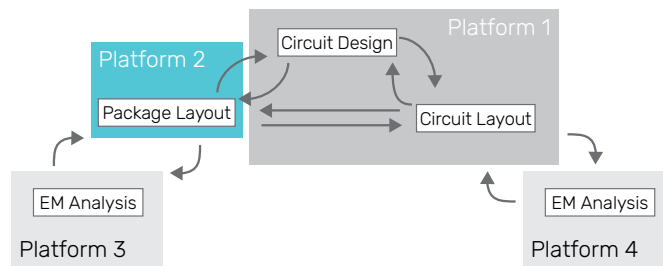 Platform 1
Circuit Design
Platform 2
Package Layout
Circuit Layout
EM Analysis
Platform 3
EM Analysis
Platform 4